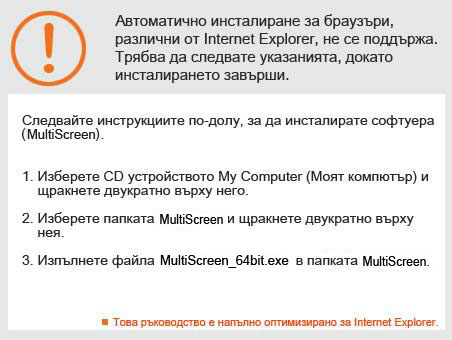 Автоматично инсталиране за браузъри,
различни от Internet Explorer, не се поддържа.
Трябва да следвате указанията, докато
инсталирането завърши.
Следвайте инструкциите по-долу, за да инсталирате софтуера
(MultiScreen).
1. Изберете CD устройството My Computer (Моят компютър) и
щракнете двукратно върху него.
2. Изберете папката MultiScreen и щракнете двукратно върху
нея.
3. Изпълнете файла MultiScreen_64bit.exe в папката MultiScreen.
Това ръководство е напълно оптимизирано за Internet Explorer.